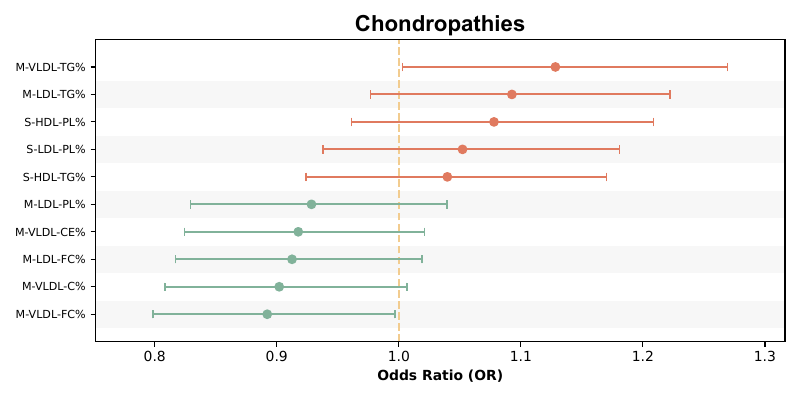 Chondropathies
M-VLDL-TG%
M-LDL-TG%
S-HDL-PL%
S-LDL-PL%
S-HDL-TG%
M-LDL-PL%
M-VLDL-CE%
M-LDL-FC%
M-VLDL-C%
M-VLDL-FC%
0.8 0.9 1.0 1.1 1.2 1.3
Odds Ratio (OR)